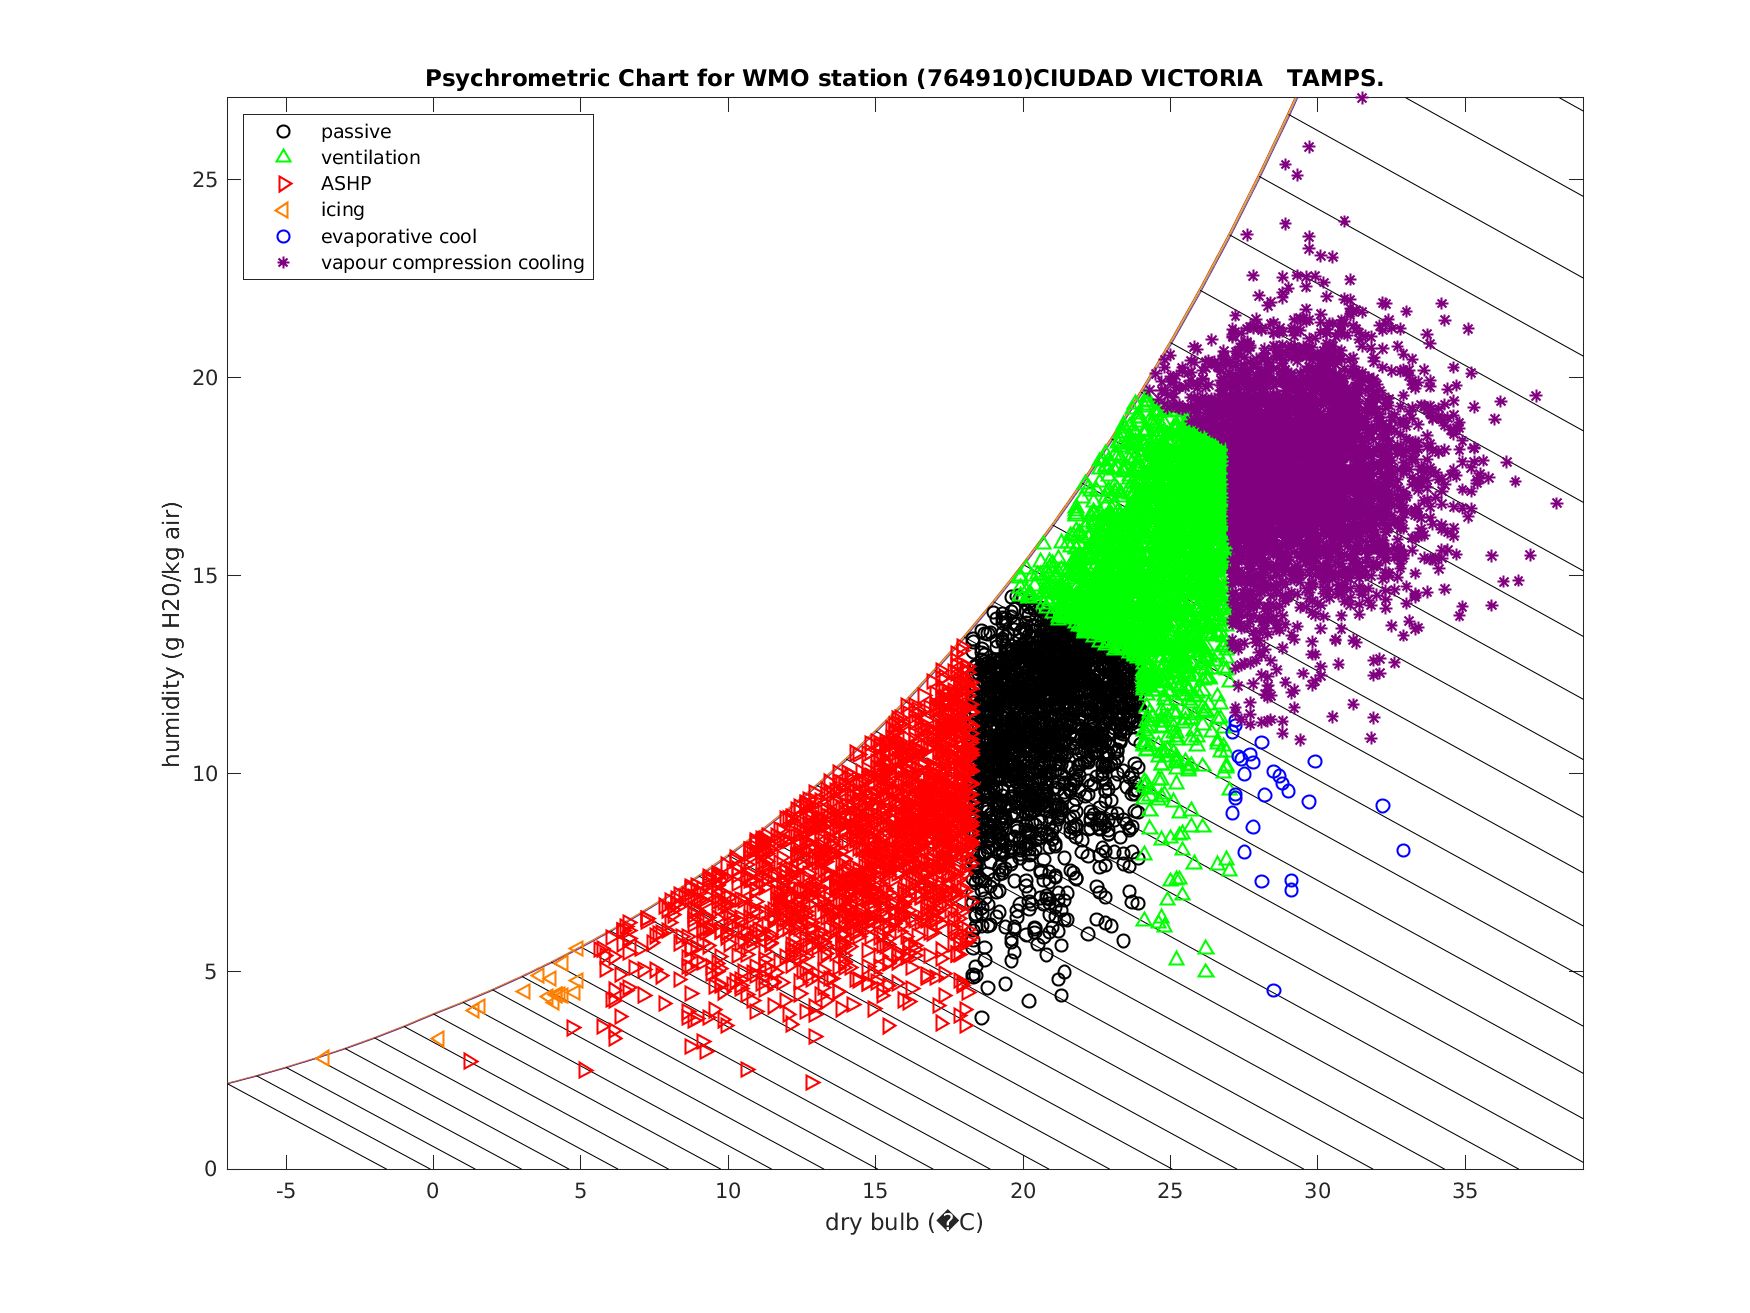 Psychrometric Chart for WMO station (764910)CIUDAD VICTORIA   TAMPS.
passive
ventilation
ASHP
icing
evaporative cool
vapour compression cooling
humidity (g H20/kg air)
25
20
15
10
5
0
-5
0
5
10
15
20
25
30
35
dry bulb (�C)